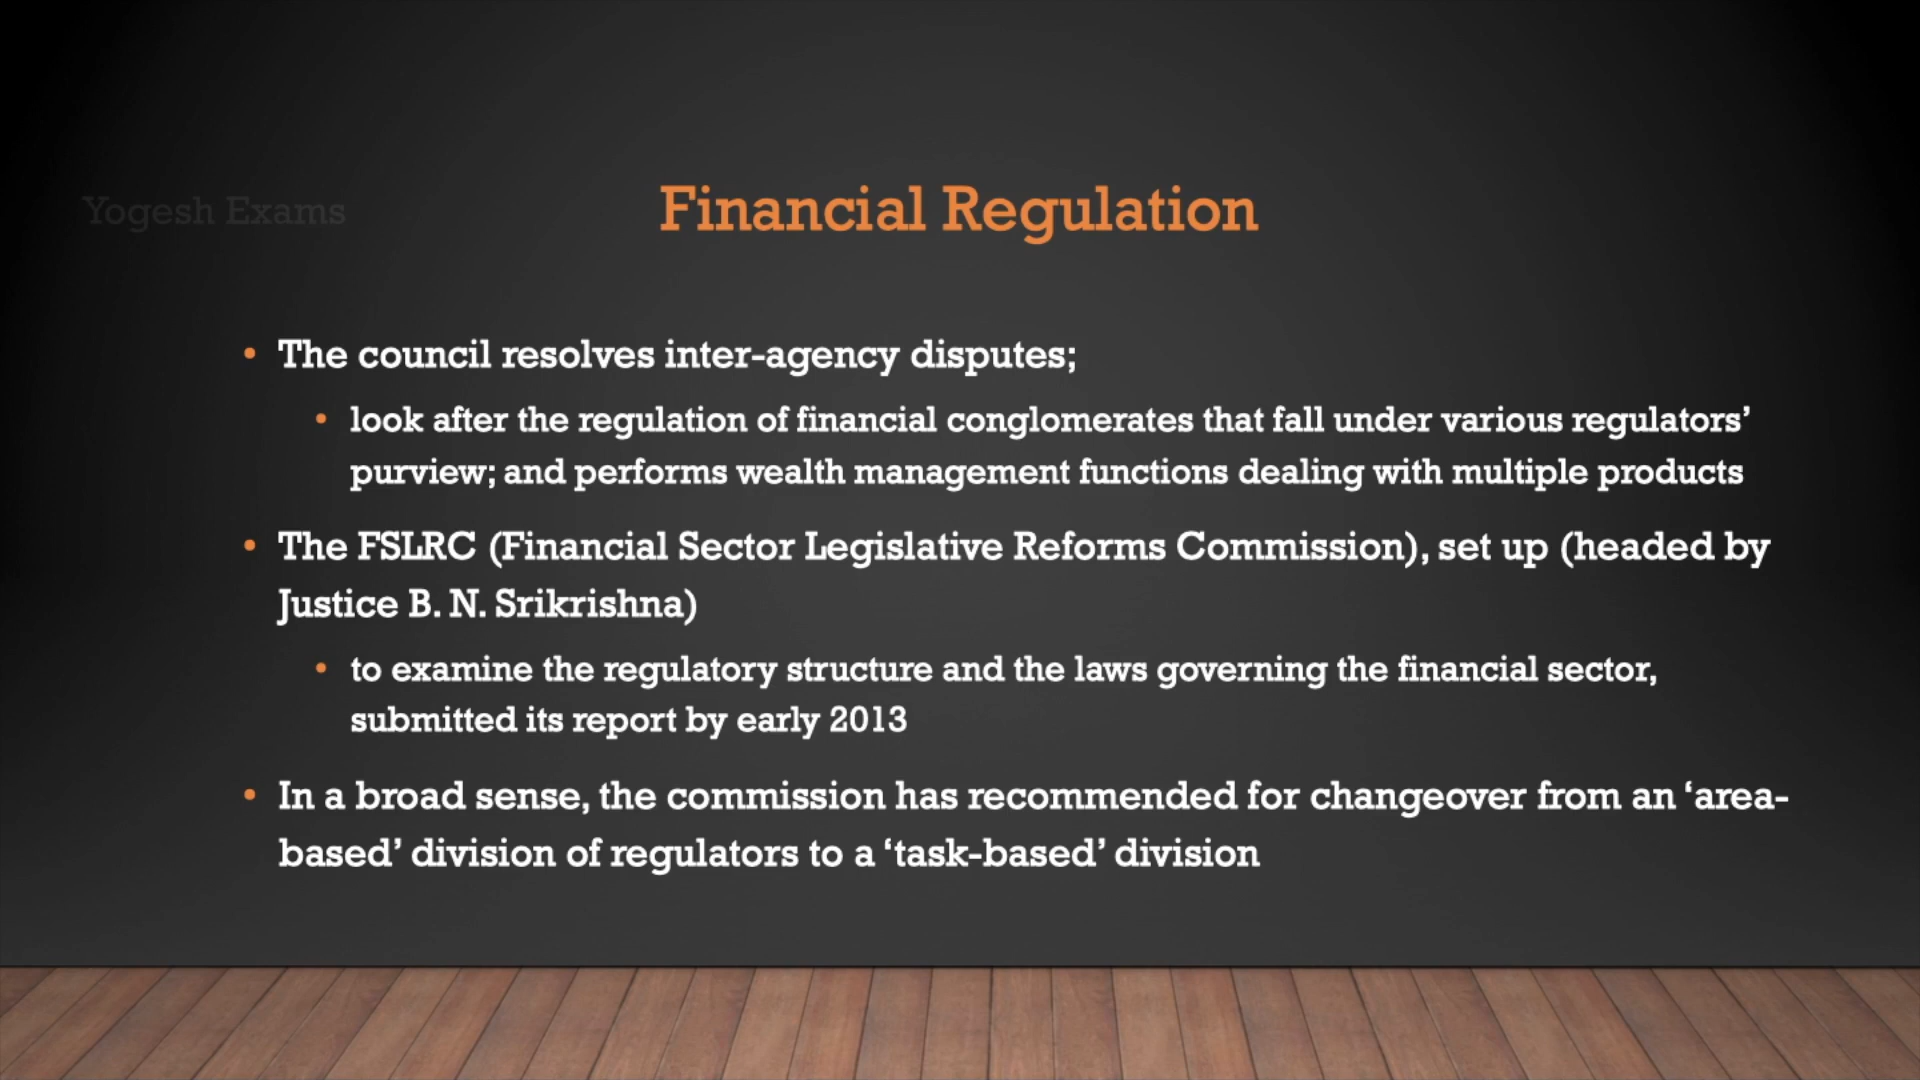 Yogesh Exams
Financial Regulation
• The council resolves inter-agency disputes;
• look after the regulation of financial conglomerates that fall under various regulators’
purview; and performs wealth management functions dealing with multiple products
• The FSLRC (Financial Sector Legislative Reforms Commission), set up (headed by
Justice B. N. Srikrishna)
• to examine the regulatory structure and the laws governing the financial sector,
submitted its report by early 2013
• In a broad sense, the commission has recommended for changeover from an ‘area-
based’ division of regulators to a ‘task-based’ division